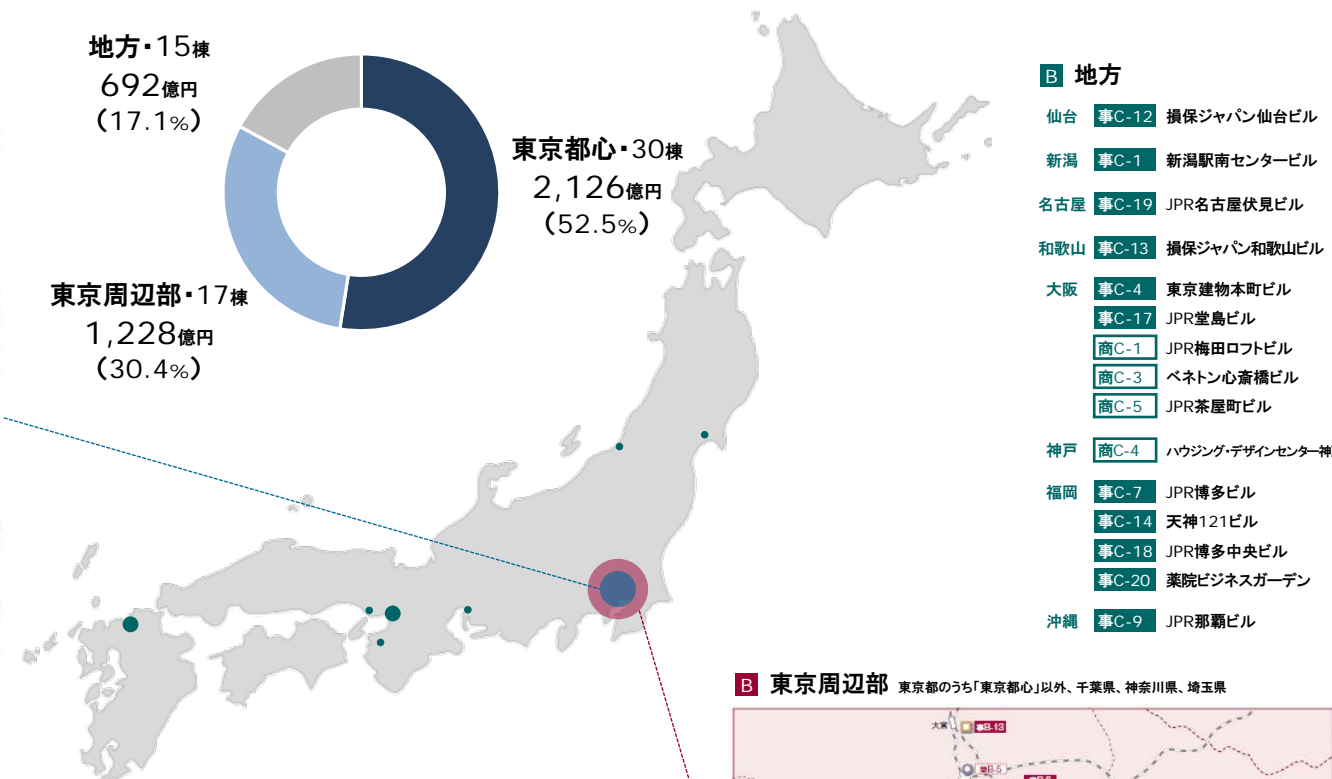 地方・15棟
692億円
(17.1%)
東京都心・30棟
2,126億円
(52.5%)
東京周辺部・17棟
1,228億円
(30.4%)
B 地方
仙台 事C-12 損保ジャパン仙台ビル
新潟 事C-1 新潟駅南センタービル
名古屋 事C-19 JPR名古屋伏見ビル
和歌山 事C-13 損保ジャパン和歌山ビル
大阪 事C-4 東京建物本町ビル
事C-17 JPR堂島ビル
商C-1 JPR梅田ロフトビル
商C-3 ベネトン心斎橋ビル
商C-5 JPR茶屋町ビル
神戸 商C-4 ハウジング・デザインセンター神
福岡 事C-7 JPR博多ビル
事C-14 天神121ビル
事C-18 JPR博多中央ビル
事C-20 薬院ビジネスガーデン
沖縄 事C-9 JPR那覇ビル
B 東京周辺部 東京都のうち「東京都心」以外、千葉県、神奈川県、埼玉県
大宮 事B-13